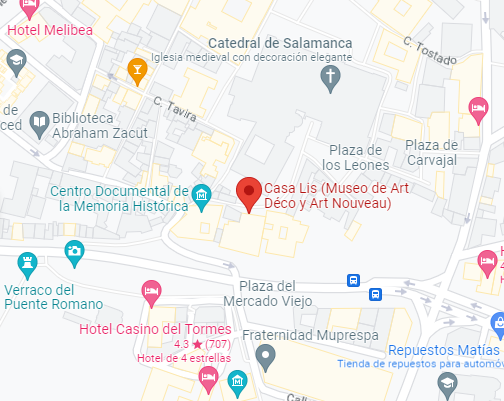 Hotel Melibea
Catedral de Salamanca
Iglesia medieval con decoración elegante
C. Tostado
C. Tavira
de
ced
Biblioteca
Abraham Zacut
Plaza de
los Leones
Plaza de
Carvajal
Centro Documental de
la Memoria Histórica
Casa Lis (Museo de Art
Déco y Art Nouveau)
Verraco del
Puente Romano
Plaza del
Mercado Viejo
Hotel Casino del Tormes
4.3 ★ (707)
Hotel de 4 estrellas
Fraternidad Muprespa
Repuestos Matías
Tienda de repuestos para automóv